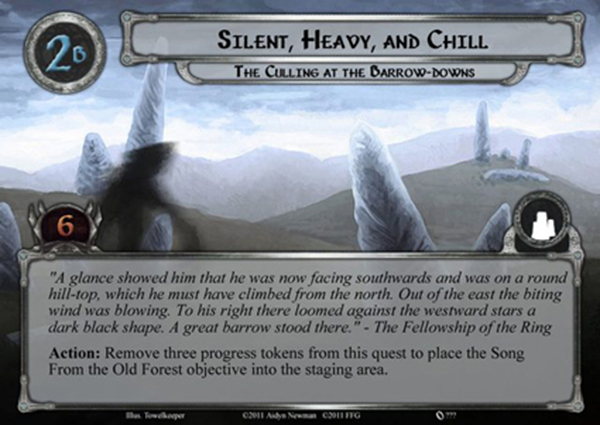 2B
SILENT, HEAVY, AND CHILL
THE CULLING AT THE BARROW-DOWNS
6
"A glance showed him that he was now facing southwards and was on a round
hill-top, which he must have climbed from the north. Out of the east the biting
wind was blowing. To his right there loomed against the westward stars a
dark black shape. A great barrow stood there." - The Fellowship of the Ring
Action: Remove three progress tokens from this quest to place the Song
From the Old Forest objective into the staging area.
Illus. Towelkeeper ©2011 Aidyn Newman ©2011 FFG ???